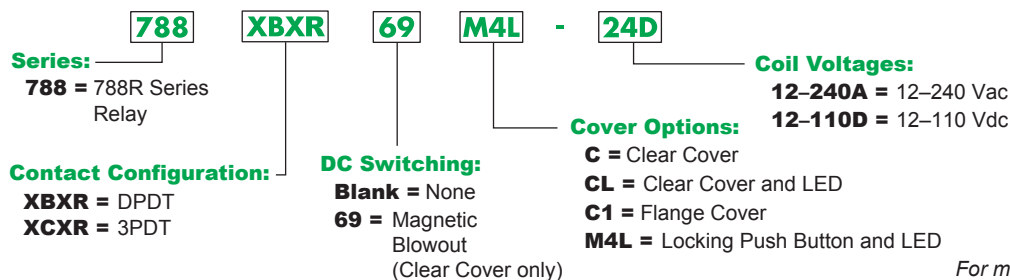 788 XBXR 69 M4L - 24D
Series:
788 = 788R Series
Relay
Contact Configuration:
XBXR = DPDT
XCXR = 3PDT
DC Switching:
Blank = None
69 = Magnetic
Blowout
(Clear Cover only)
Cover Options:
C = Clear Cover
CL = Clear Cover and LED
C1 = Flange Cover
M4L = Locking Push Button and LED
Coil Voltages:
12–240A = 12–240 Vac
12–110D = 12–110 Vdc
For m